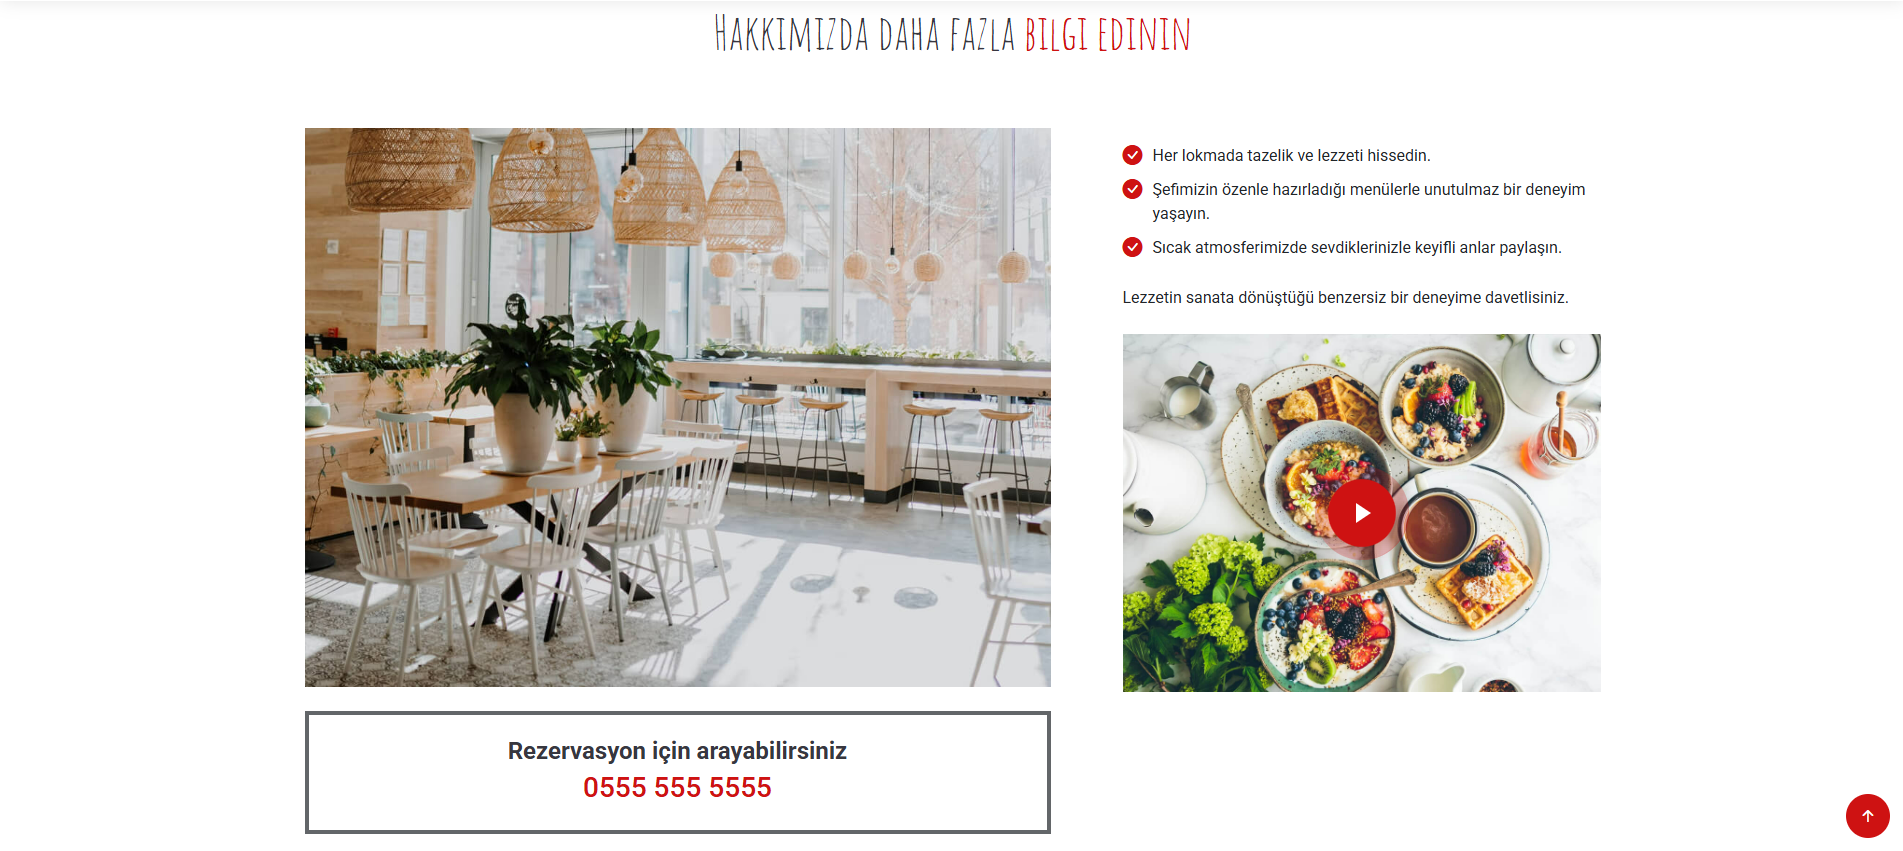 Hakkımızda daha fazla bilgi edinin
Her lokmada tazelik ve lezzeti hissedin.
Şefimizin özenle hazırladığı menülerle unutulmaz bir deneyim
yaşayın.
Sıcak atmosferimizde sevdiklerinizle keyifli anlar paylaşın.
Lezzetin sanata dönüştüğü benzersiz bir deneyime davetlisiniz.
Rezervasyon için arayabilirsiniz
0555 555 5555